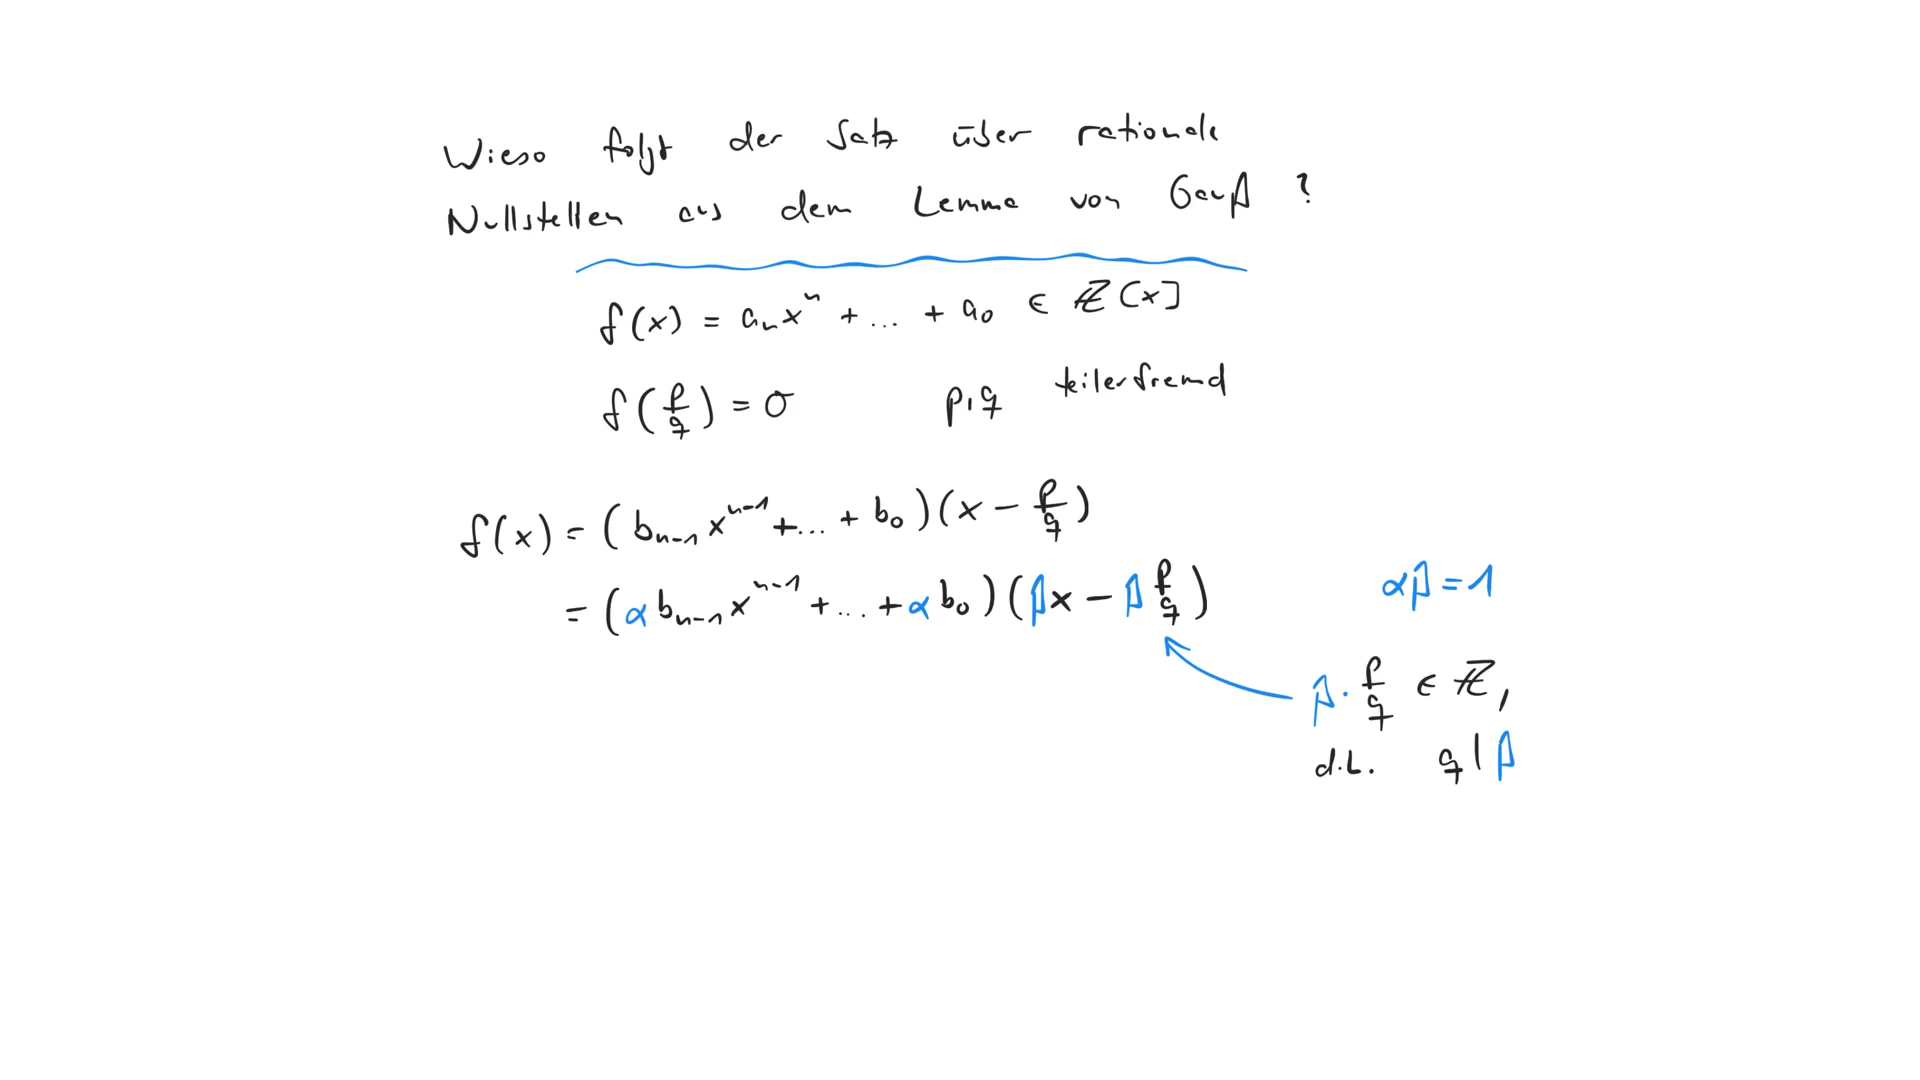 Wieso folgt der Satz über rationale
Nullstellen aus dem Lemma von Gauß ?
f(x) = aₙxⁿ + ... + a₀ ∈ ℤ[x]
f(p/q) = 0 p,q teilerfremd
f(x) = (bₙ₋₁xⁿ⁻¹ + ... + b₀)(x - p/q)
= (αbₙ₋₁xⁿ⁻¹ + ... + αb₀)(βx - βp/q) αβ = 1
β · p/q ∈ ℤ,
d.h. q | β